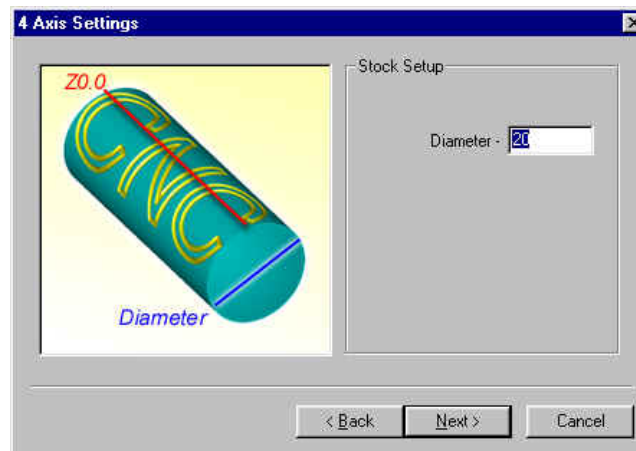 4 Axis Settings
Z0.0
CNC
Diameter
Stock Setup
Diameter - 20
< Back
Next >
Cancel